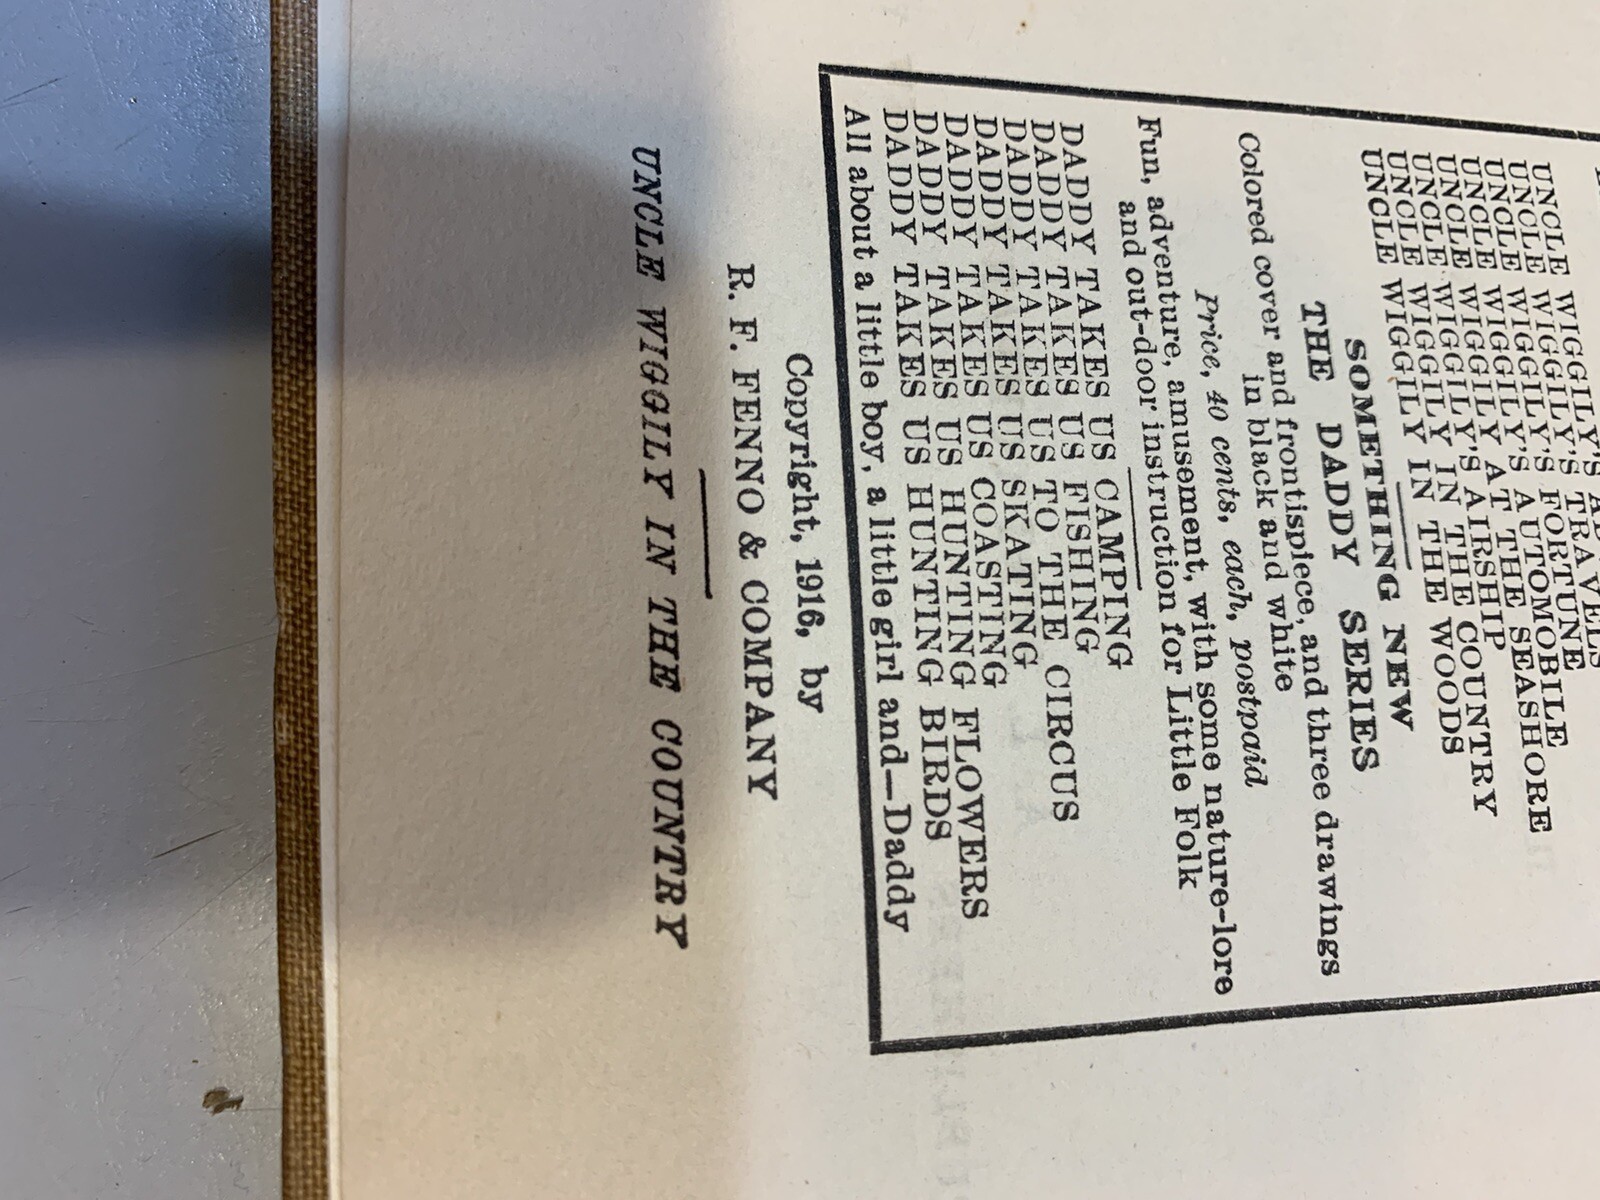 UNCLE WIGGILY'S
UNCLE WIGGILY'S TRAVELS
UNCLE WIGGILY'S FORTUNE
UNCLE WIGGILY'S AUTOMOBILE
UNCLE WIGGILY AT THE SEASHORE
UNCLE WIGGILY'S AIRSHIP
UNCLE WIGGILY IN THE COUNTRY
UNCLE WIGGILY IN THE WOODS
SOMETHING NEW
THE DADDY SERIES
Colored cover and frontispiece, and three drawings
in black and white
Price, 40 cents, each, postpaid
Fun, adventure, amusement, with some nature-lore
and out-door instruction for Little Folk
DADDY TAKES US CAMPING
DADDY TAKES US FISHING
DADDY TAKES US TO THE CIRCUS
DADDY TAKES US SKATING
DADDY TAKES US COASTING
DADDY TAKES US HUNTING FLOWERS
DADDY TAKES US HUNTING BIRDS
All about a little boy, a little girl and—Daddy
Copyright, 1916, by
R. F. FENNO & COMPANY
UNCLE WIGGILY IN THE COUNTRY